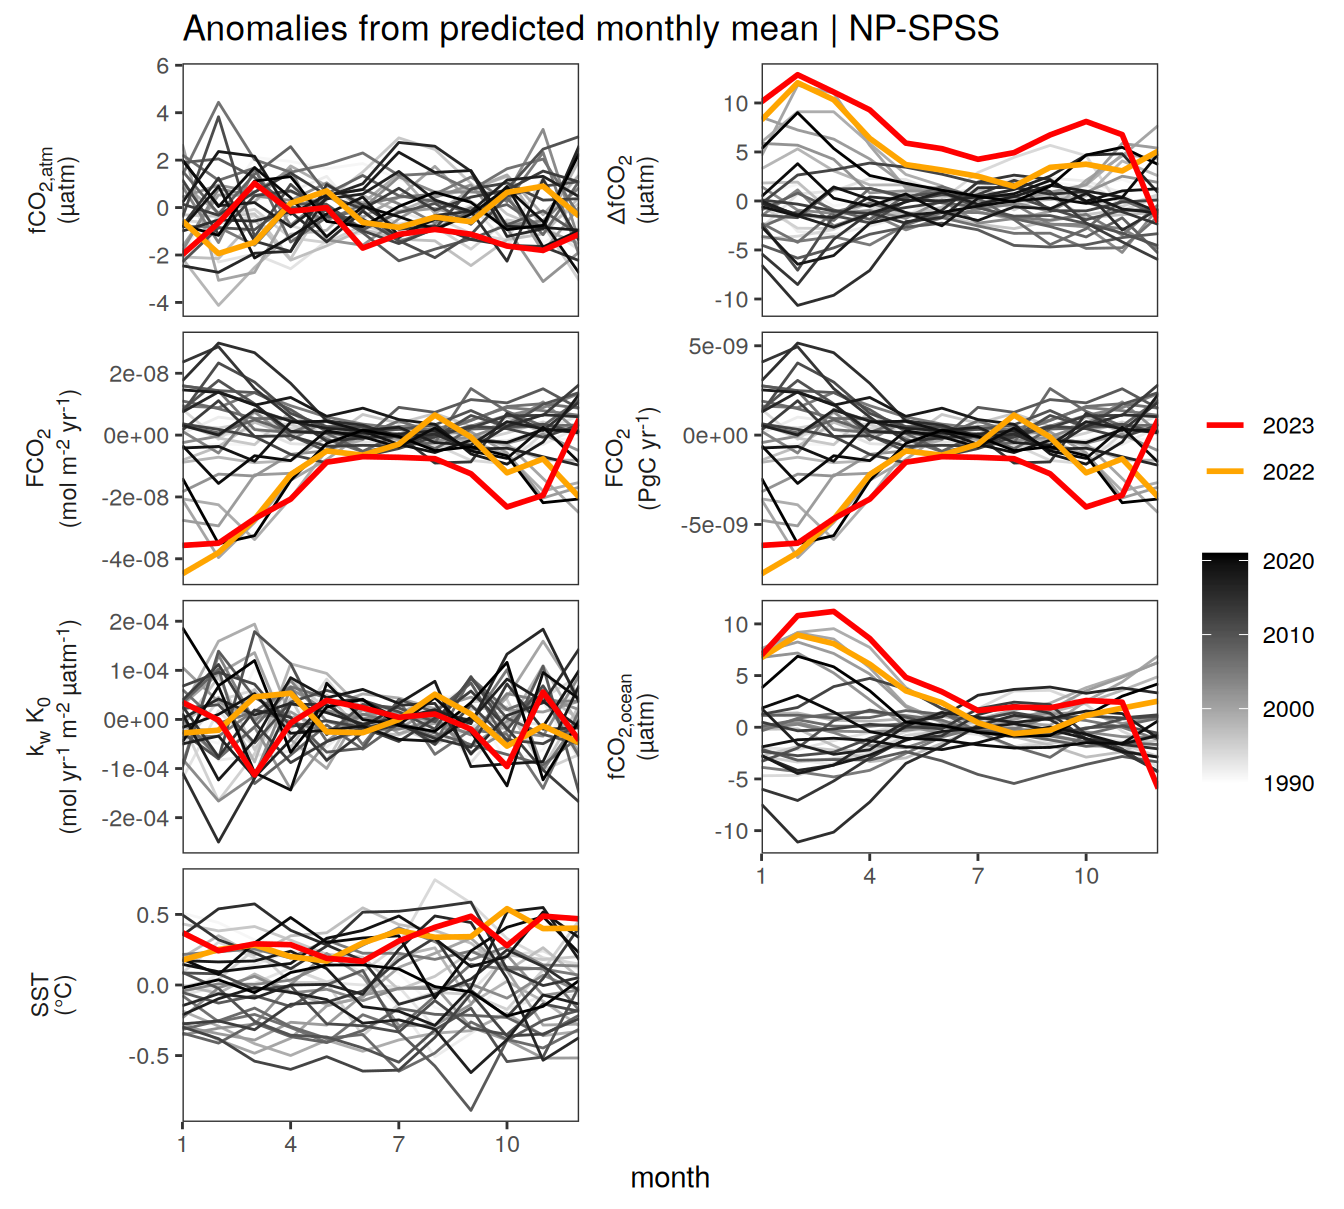 Anomalies from predicted monthly mean | NP-SPSS
fCO2,atm
(µatm)
6
4
2
0
-2
-4
ΔfCO2
(µatm)
10
5
0
-5
-10
FCO2
(mol m-2 yr-1)
2e-08
0e+00
-2e-08
-4e-08
FCO2
(PgC yr-1)
5e-09
0e+00
-5e-09
kw K0
(mol yr-1 m-2 µatm-1)
2e-04
1e-04
0e+00
-1e-04
-2e-04
fCO2,ocean
(µatm)
10
5
0
-5
-10
1 4 7 10
SST
(°C)
0.5
0.0
-0.5
1 4 7 10
month
2023
2022
2020
2010
2000
1990